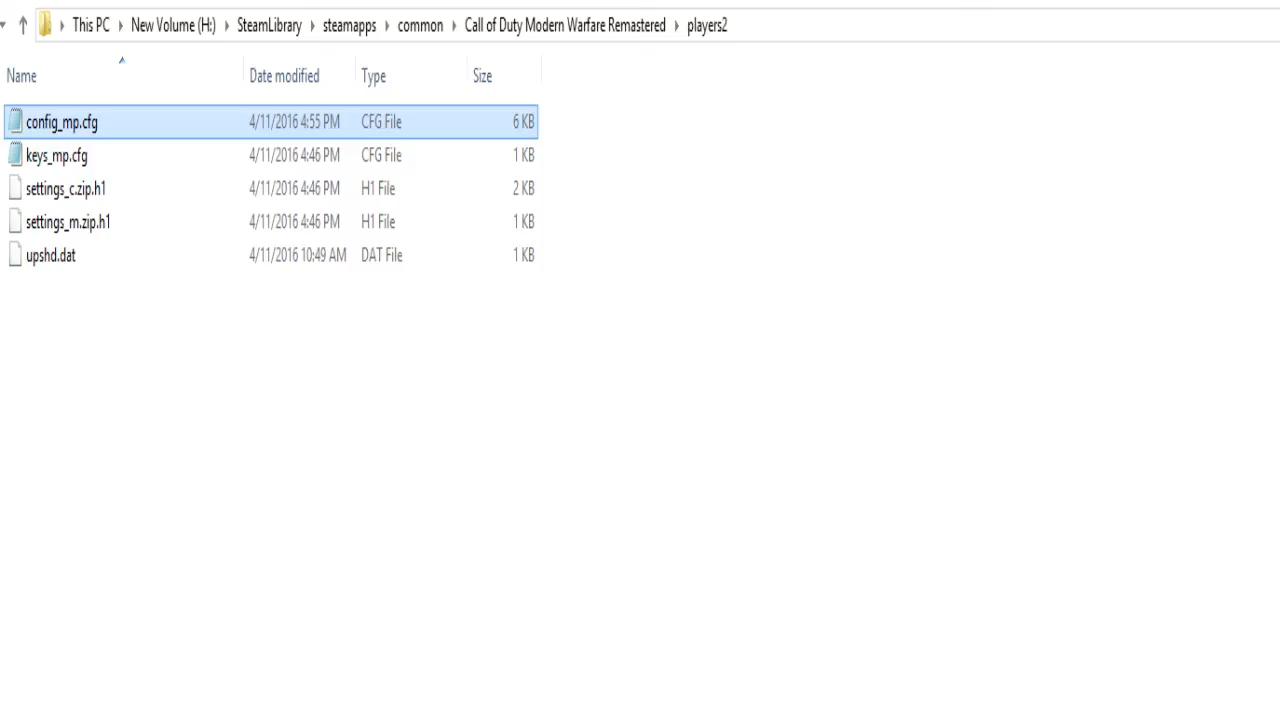 This PC New Volume (H:) SteamLibrary steamapps common Call of Duty Modern Warfare Remastered players2
Name Date modified Type Size
config_mp.cfg 4/11/2016 4:55 PM CFG File 6 KB
keys_mp.cfg 4/11/2016 4:46 PM CFG File 1 KB
settings_c.zip.h1 4/11/2016 4:46 PM H1 File 2 KB
settings_m.zip.h1 4/11/2016 4:46 PM H1 File 1 KB
upshd.dat 4/11/2016 10:49 AM DAT File 1 KB